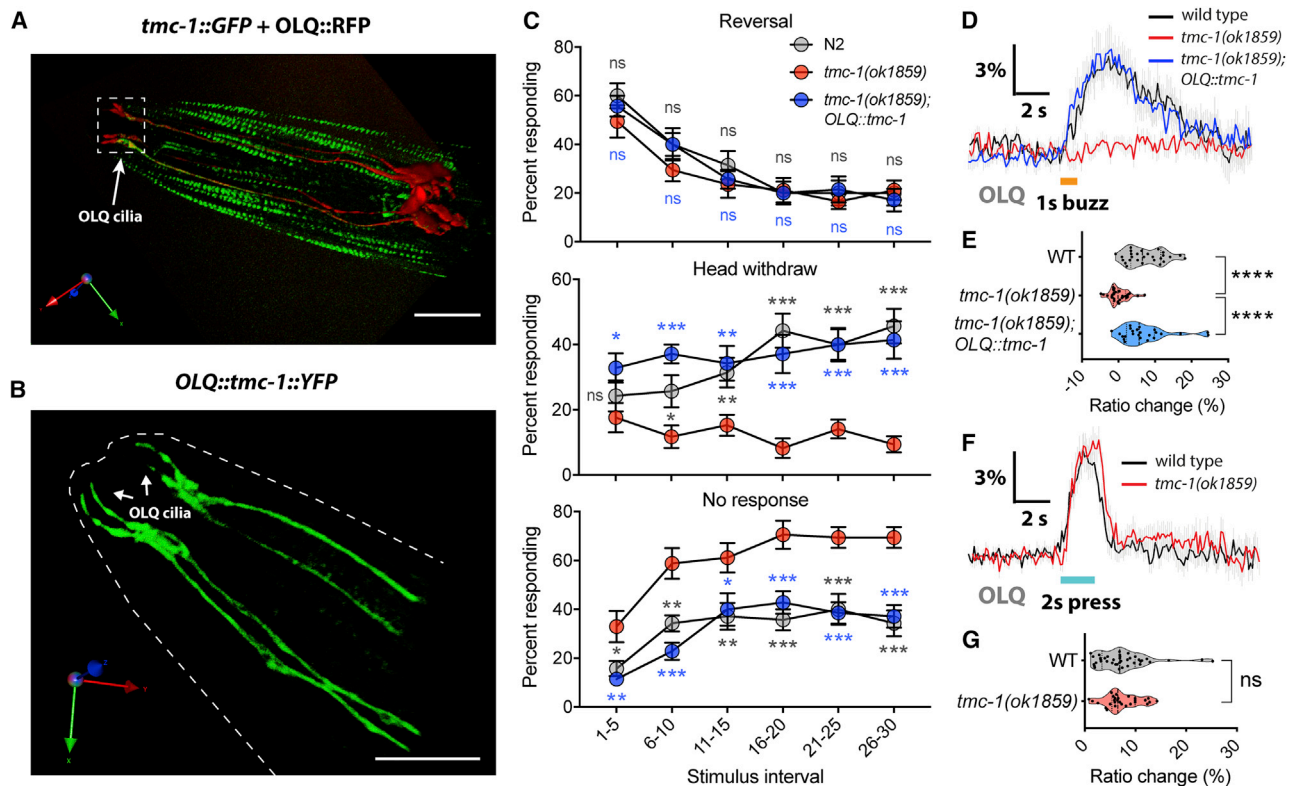 A
tmc-1::GFP + OLQ::RFP
OLQ cilia
B
OLQ::tmc-1::YFP
OLQ cilia
C
Reversal
N2
tmc-1(ok1859)
tmc-1(ok1859);
OLQ::tmc-1
Percent responding
80
60
40
20
0
ns ns ns ns ns ns
ns ns ns ns ns ns
Head withdraw
Percent responding
60
40
20
0
* *** ** *** *** ***
ns * ** *** *** ***
No response
Percent responding
80
60
40
20
0
* *** *** ***
* ** ** *** ***
** *** ***
1-5 6-10 11-15 16-20 21-25 26-30
Stimulus interval
D
wild type
tmc-1(ok1859)
tmc-1(ok1859);
OLQ::tmc-1
3%
2 s
OLQ
1s buzz
E
WT
tmc-1(ok1859)
tmc-1(ok1859);
OLQ::tmc-1
****
****
-10 0 10 20 30
Ratio change (%)
F
wild type
tmc-1(ok1859)
3%
2 s
OLQ
2s press
G
WT
tmc-1(ok1859)
ns
0 10 20 30
Ratio change (%)